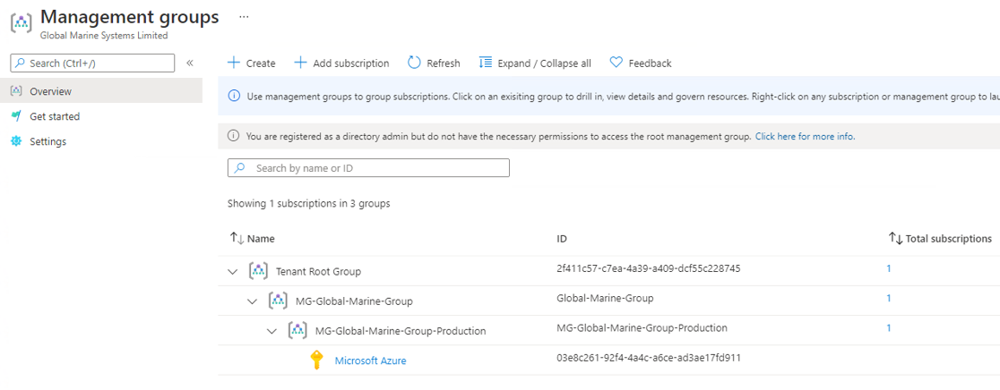 Management groups ...
Global Marine Systems Limited
Search (Ctrl+/) «
Overview
Get started
Settings
Create Add subscription Refresh Expand / Collapse all Feedback
Use management groups to group subscriptions. Click on an exisiting group to drill in, view details and govern resources. Right-click on any subscription or management group to lau
You are registered as a directory admin but do not have the necessary permissions to access the root management group. Click here for more info.
Search by name or ID
Showing 1 subscriptions in 3 groups
Name ID Total subscriptions
Tenant Root Group 2f411c57-c7ea-4a39-a409-dcf55c228745 1
MG-Global-Marine-Group Global-Marine-Group 1
MG-Global-Marine-Group-Production MG-Global-Marine-Group-Production 1
Microsoft Azure 03e8c261-92f4-4a4c-a6ce-ad3ae17fd911